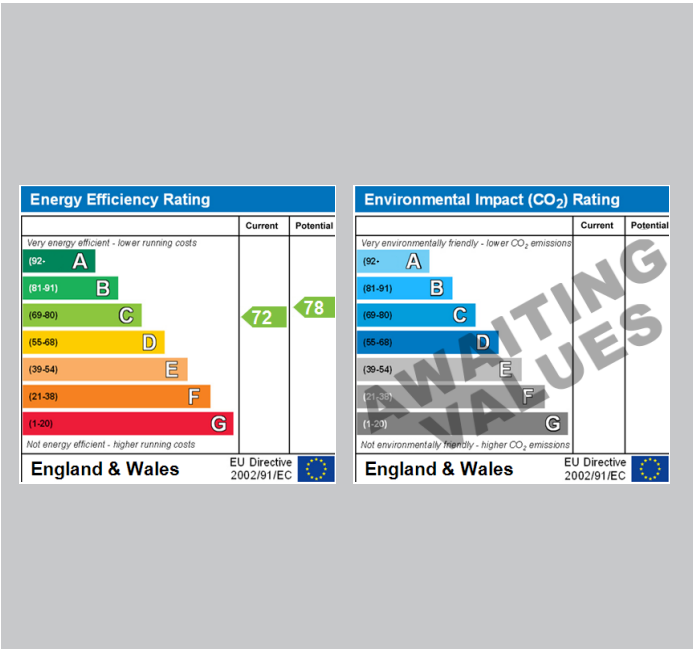 Energy Efficiency Rating
Current Potential
Very energy efficient - lower running costs
(92- A
(81-91) B
(69-80) C
72
78
(55-68) D
(39-54) E
(21-38) F
(1-20) G
Not energy efficient - higher running costs
England & Wales
EU Directive
2002/91/EC
Environmental Impact (CO2) Rating
Current Potential
Very environmentally friendly - lower CO2 emissions
(92- A
(81-91) B
(69-80) C
(55-68) D
(39-54) E
(21-38) F
(1-20) G
AWAITING
VALUES
Not environmentally friendly - higher CO2 emissions
England & Wales
EU Directive
2002/91/EC